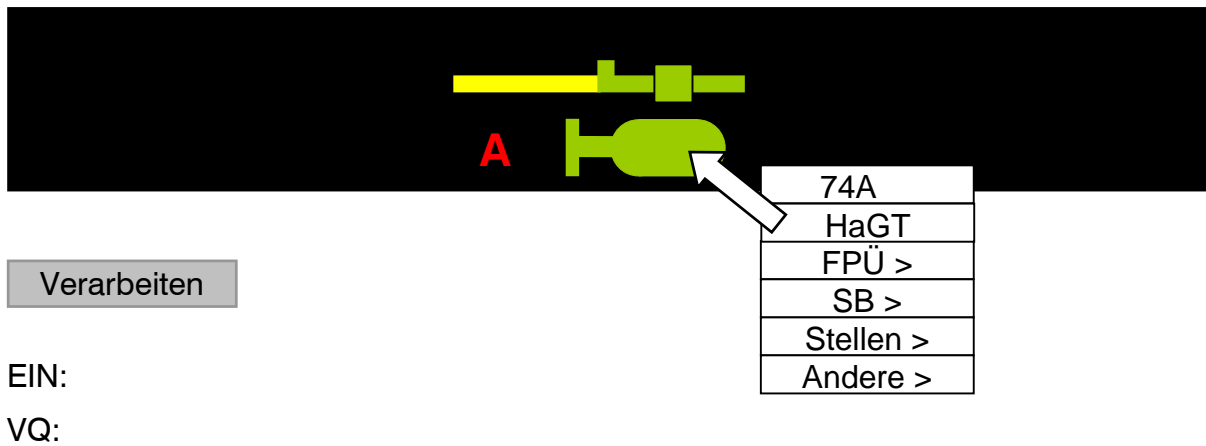 A
74A
HaGT
FPÜ >
SB >
Stellen >
Andere >
Verarbeiten
EIN:
VQ: